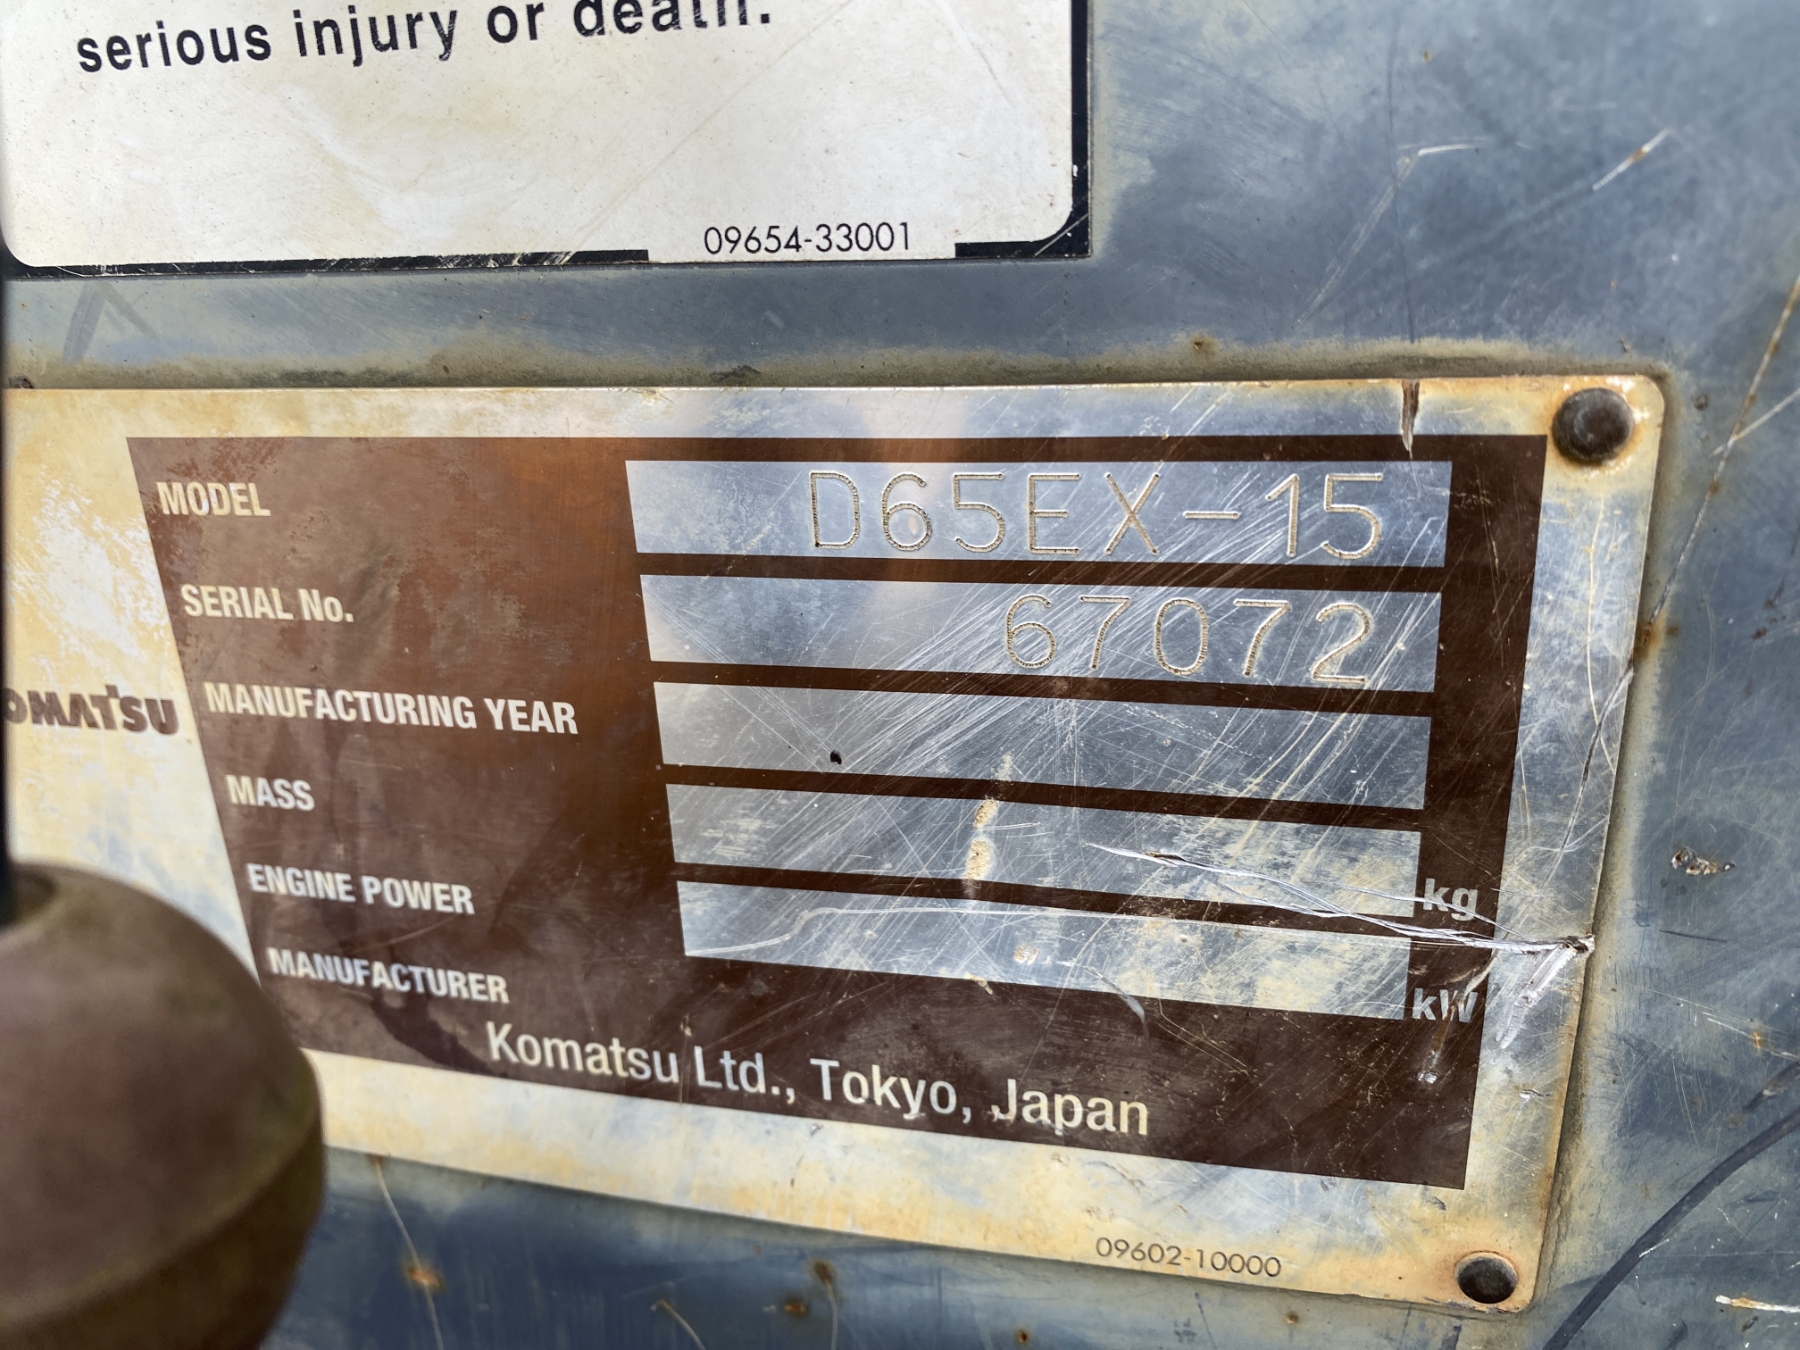 serious injury or death.
09654-33001
MODEL D65EX-15
SERIAL No. 67072
OMATSU
MANUFACTURING YEAR
MASS kg
ENGINE POWER kW
MANUFACTURER
Komatsu Ltd., Tokyo, Japan
09602-10000